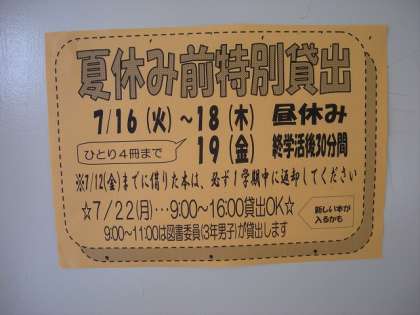 夏休み前特別貸出
7/16(火)~18(木) 昼休み
ひとり4冊まで
19(金) 終学活後30分間
※7/12(金)までに借りた本は、必ず1学期中に返却してください
☆7/22(月)…9:00~16:00貸出OK☆
9:00~11:00は図書委員(3年男子)が貸出します
新しい本が
入るかも